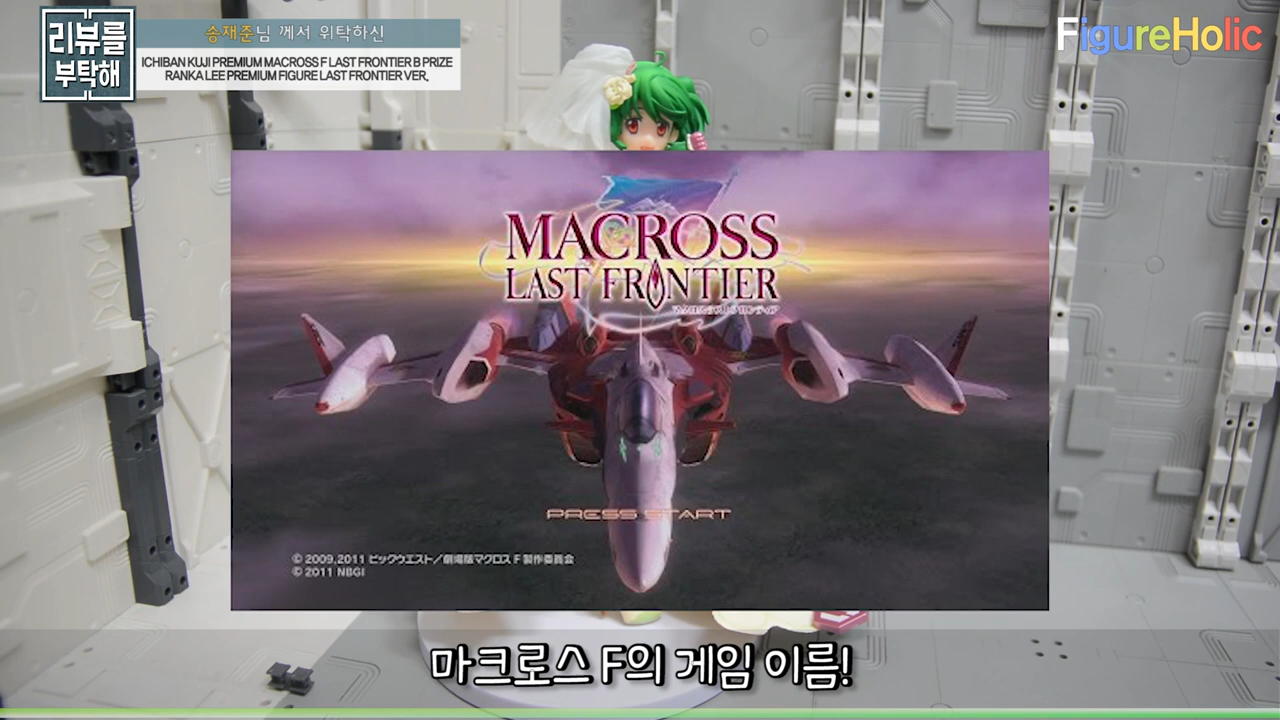 리뷰를
부탁해
송재준님 께서 위탁하신
ICHIBAN KUJI PREMIUM MACROSS F LAST FRONTIER B PRIZE
RANKA LEE PREMIUM FIGURE LAST FRONTIER VER.
FigureHolic
MACROSS
LAST FRONTIER
PRESS START
© 2009,2011 ビックウエスト／劇場版マクロスF製作委員会
© 2011 NBGI
마크로스 F의 게임 이름!